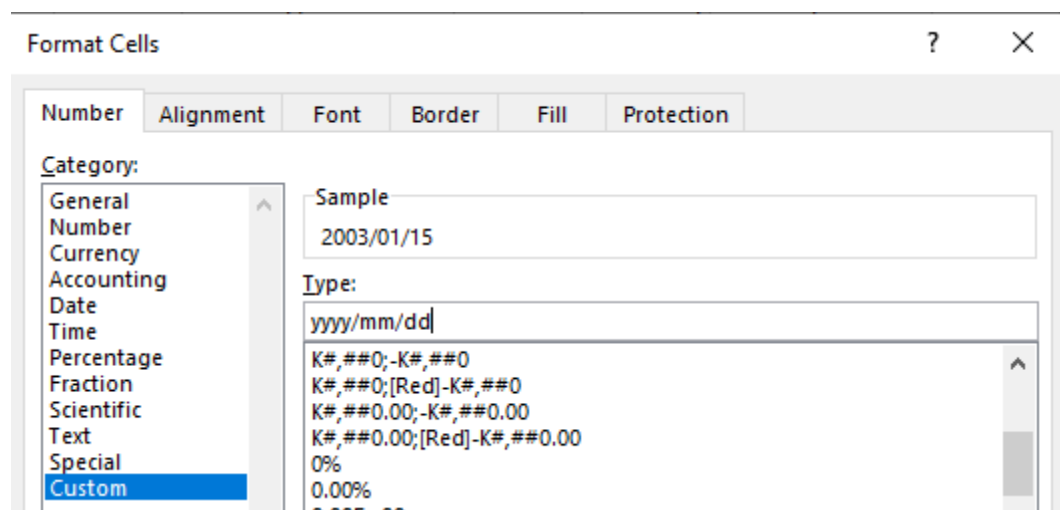 Format Cells ? ×
Number Alignment Font Border Fill Protection
Category:
General
Number
Currency
Accounting
Date
Time
Percentage
Fraction
Scientific
Text
Special
Custom
Sample
2003/01/15
Type:
yyyy/mm/dd
K#,##0;-K#,##0
K#,##0;[Red]-K#,##0
K#,##0.00;-K#,##0.00
K#,##0.00;[Red]-K#,##0.00
0%
0.00%